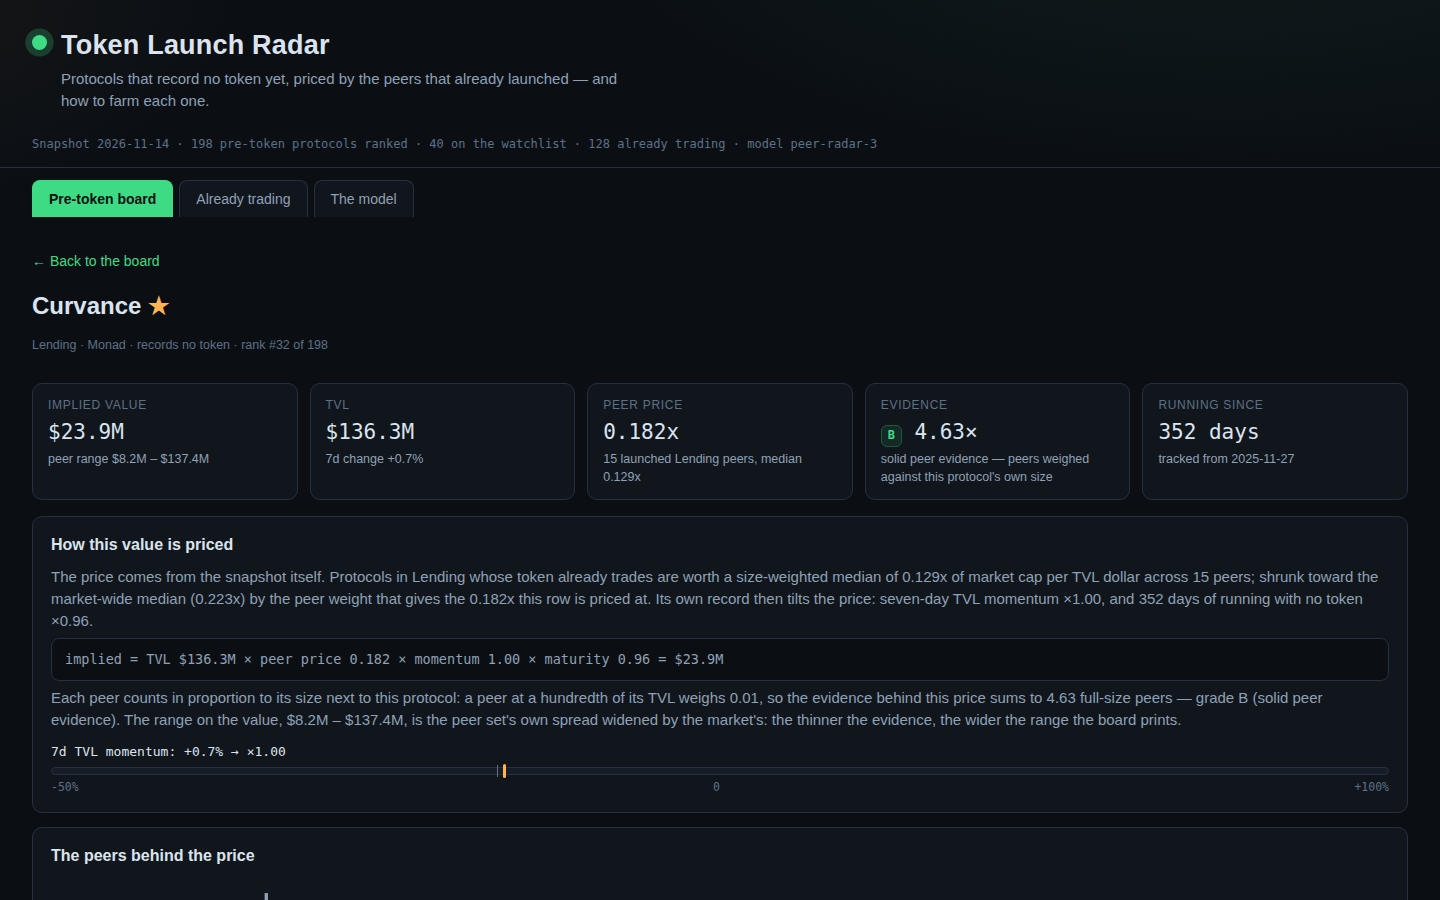 Token Launch Radar
Protocols that record no token yet, priced by the peers that already launched — and
how to farm each one.
Snapshot 2026-11-14 · 198 pre-token protocols ranked · 40 on the watchlist · 128 already trading · model peer-radar-3
Pre-token board
Already trading
The model
← Back to the board
Curvance ★
Lending · Monad · records no token · rank #32 of 198
IMPLIED VALUE
$23.9M
peer range $8.2M – $137.4M
TVL
$136.3M
7d change +0.7%
PEER PRICE
0.182x
15 launched Lending peers, median
0.129x
EVIDENCE
B 4.63×
solid peer evidence — peers weighed
against this protocol's own size
RUNNING SINCE
352 days
tracked from 2025-11-27
How this value is priced
The price comes from the snapshot itself. Protocols in Lending whose token already trades are worth a size-weighted median of 0.129x of market cap per TVL dollar across 15 peers; shrunk toward the
market-wide median (0.223x) by the peer weight that gives the 0.182x this row is priced at. Its own record then tilts the price: seven-day TVL momentum ×1.00, and 352 days of running with no token
×0.96.
implied = TVL $136.3M × peer price 0.182 × momentum 1.00 × maturity 0.96 = $23.9M
Each peer counts in proportion to its size next to this protocol: a peer at a hundredth of its TVL weighs 0.01, so the evidence behind this price sums to 4.63 full-size peers — grade B (solid peer
evidence). The range on the value, $8.2M – $137.4M, is the peer set's own spread widened by the market's: the thinner the evidence, the wider the range the board prints.
7d TVL momentum: +0.7% → ×1.00
-50%
0
+100%
The peers behind the price